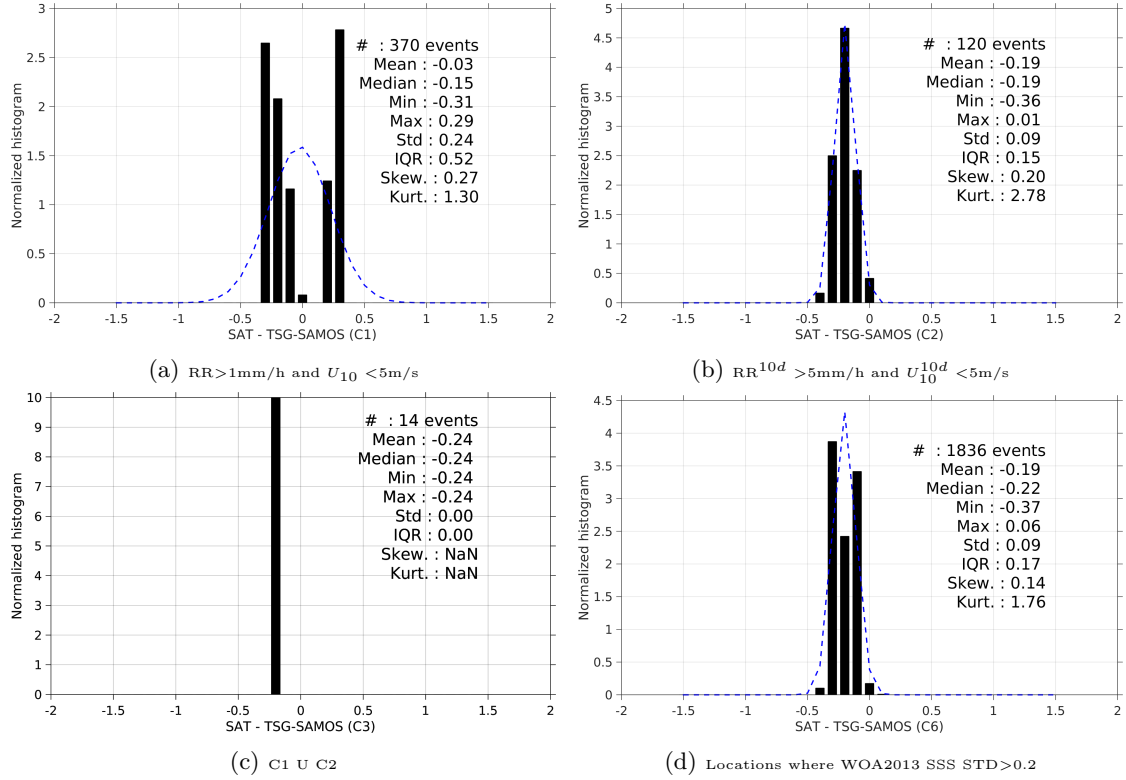 3
2.5
2
1.5
1
0.5
0
Normalized histogram
# : 370 events
Mean : -0.03
Median : -0.15
Min : -0.31
Max : 0.29
Std : 0.24
IQR : 0.52
Skew. : 0.27
Kurt. : 1.30
-2 -1.5 -1 -0.5 0 0.5 1 1.5 2
SAT - TSG-SAMOS (C1)
(a) RR>1mm/h and U10 <5m/s
5
4.5
4
3.5
3
2.5
2
1.5
1
0.5
0
Normalized histogram
# : 120 events
Mean : -0.19
Median : -0.19
Min : -0.36
Max : 0.01
Std : 0.09
IQR : 0.15
Skew. : 0.20
Kurt. : 2.78
-2 -1.5 -1 -0.5 0 0.5 1 1.5 2
SAT - TSG-SAMOS (C2)
(b) RR10d >5mm/h and U10d10 <5m/s
10
9
8
7
6
5
4
3
2
1
0
Normalized histogram
# : 14 events
Mean : -0.24
Median : -0.24
Min : -0.24
Max : -0.24
Std : 0.00
IQR : 0.00
Skew. : NaN
Kurt. : NaN
-2 -1.5 -1 -0.5 0 0.5 1 1.5 2
SAT - TSG-SAMOS (C3)
(c) C1 U C2
4.5
4
3.5
3
2.5
2
1.5
1
0.5
0
Normalized histogram
# : 1836 events
Mean : -0.19
Median : -0.22
Min : -0.37
Max : 0.06
Std : 0.09
IQR : 0.17
Skew. : 0.14
Kurt. : 1.76
-2 -1.5 -1 -0.5 0 0.5 1 1.5 2
SAT - TSG-SAMOS (C6)
(d) Locations where WOA2013 SSS STD>0.2